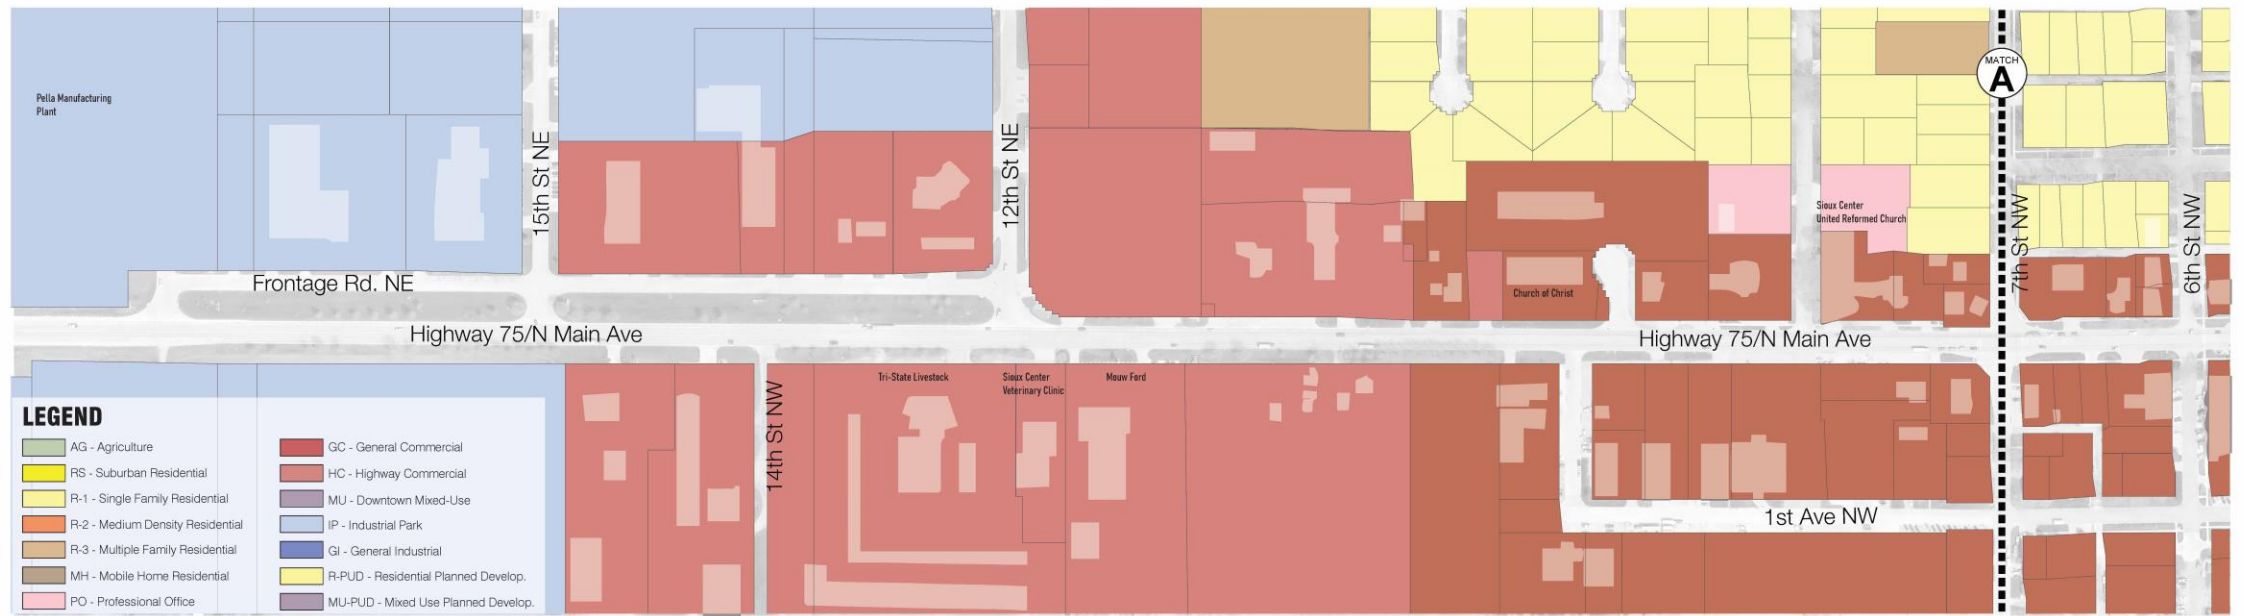 Pella Manufacturing
Plant
MATCH
A
15th St NE
12th St NE
Sioux Center
United Reformed Church
7th St NW
6th St NW
Frontage Rd. NE
Church of Christ
Highway 75/N Main Ave
Highway 75/N Main Ave
Tri-State Livestock
Sioux Center
Veterinary Clinic
Mouw Ford
14th St NW
1st Ave NW
LEGEND
AG - Agriculture
RS - Suburban Residential
R-1 - Single Family Residential
R-2 - Medium Density Residential
R-3 - Multiple Family Residential
MH - Mobile Home Residential
PO - Professional Office
GC - General Commercial
HC - Highway Commercial
MU - Downtown Mixed-Use
IP - Industrial Park
GI - General Industrial
R-PUD - Residential Planned Develop.
MU-PUD - Mixed Use Planned Develop.